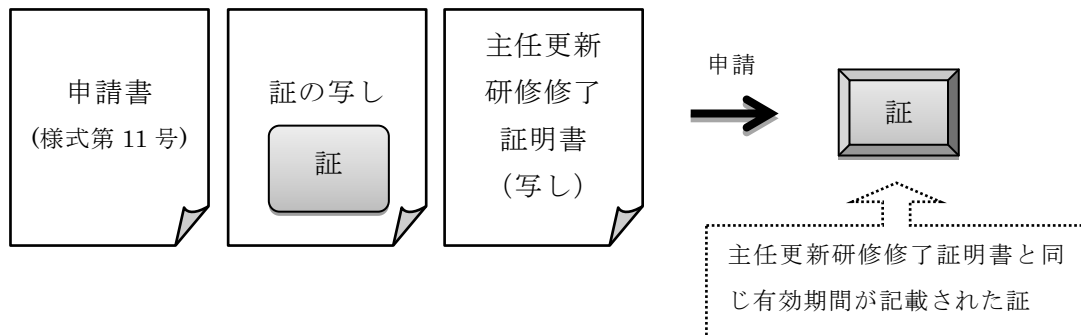 申請書
(様式第 11 号)
証の写し
証
主任更新
研修修了
証明書
（写し）
申請
証
主任更新研修修了証明書と同
じ有効期間が記載された証